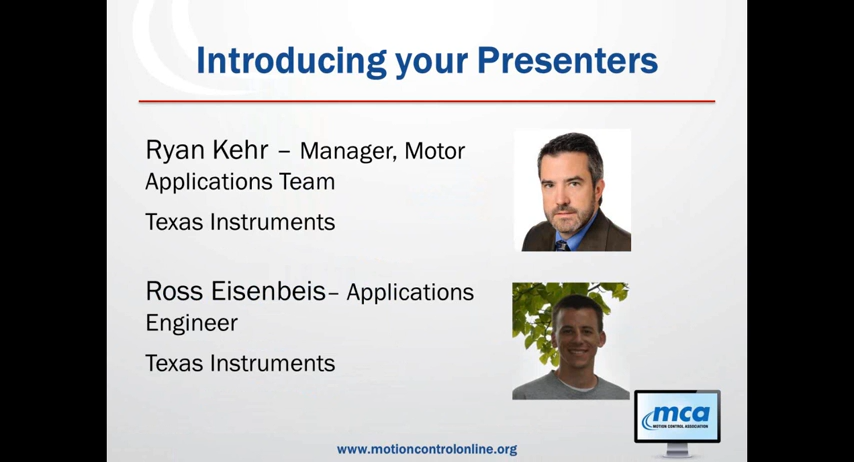 Introducing your Presenters
Ryan Kehr – Manager, Motor
Applications Team
Texas Instruments
Ross Eisenbeis– Applications
Engineer
Texas Instruments
mca
MOTION CONTROL ASSOCIATION
www.motioncontrolonline.org